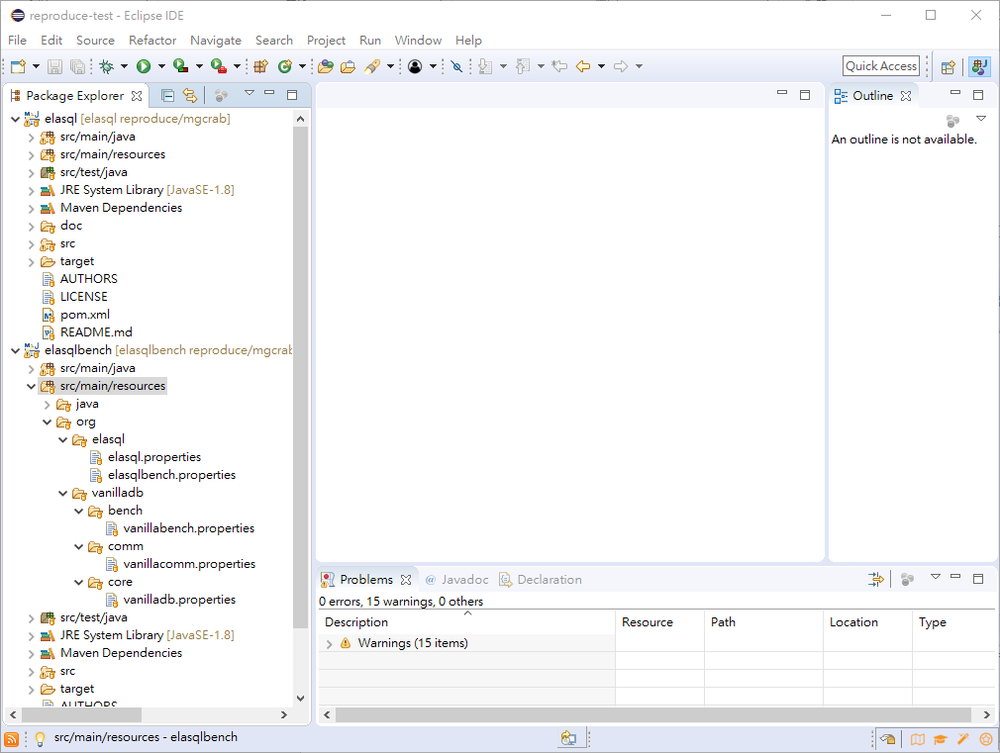 reproduce-test - Eclipse IDE
File Edit Source Refactor Navigate Search Project Run Window Help
Quick Access
Package Explorer
elasql [elasql reproduce/mgcrab]
src/main/java
src/main/resources
src/test/java
JRE System Library [JavaSE-1.8]
Maven Dependencies
doc
src
target
AUTHORS
LICENSE
pom.xml
README.md
elasqlbench [elasqlbench reproduce/mgcrab
src/main/java
src/main/resources
java
org
elasql
elasql.properties
elasqlbench.properties
vanilladb
bench
vanillabench.properties
comm
vanillacomm.properties
core
vanilladb.properties
src/test/java
JRE System Library [JavaSE-1.8]
Maven Dependencies
src
target
AUTHORS
Outline
An outline is not available.
Problems @ Javadoc Declaration
0 errors, 15 warnings, 0 others
Description Resource Path Location Type
Warnings (15 items)
src/main/resources - elasqlbench